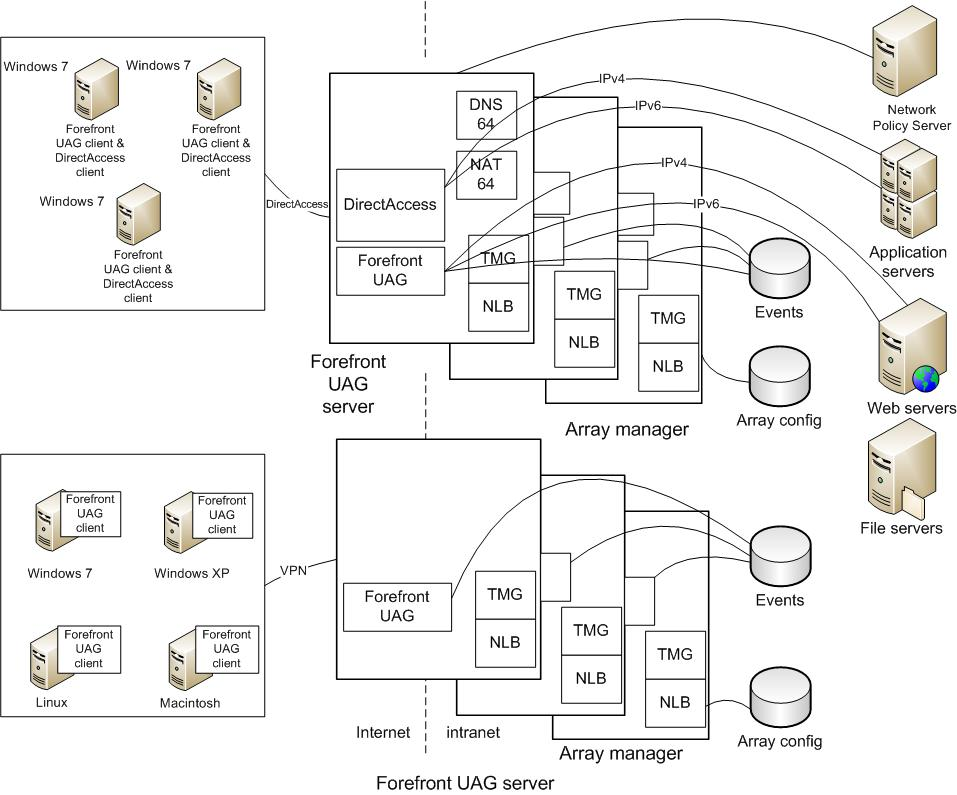 Windows 7
Forefront
UAG client &
DirectAccess
client
Windows 7
Forefront
UAG client &
DirectAccess
client
Windows 7
Forefront
UAG client &
DirectAccess
client
DirectAccess
DNS
64
NAT
64
DirectAccess
Forefront
UAG
TMG
NLB
TMG
NLB
TMG
NLB
Forefront
UAG
server
Array manager
IPv4
IPv6
IPv4
IPv6
Events
Array config
Network
Policy Server
Application
servers
Web servers
File servers
Forefront
UAG
client
Windows 7
Forefront
UAG
client
Windows XP
Forefront
UAG
client
Linux
Forefront
UAG
client
Macintosh
VPN
Forefront
UAG
TMG
NLB
TMG
NLB
TMG
NLB
Events
Array config
Internet
intranet
Array manager
Forefront UAG server